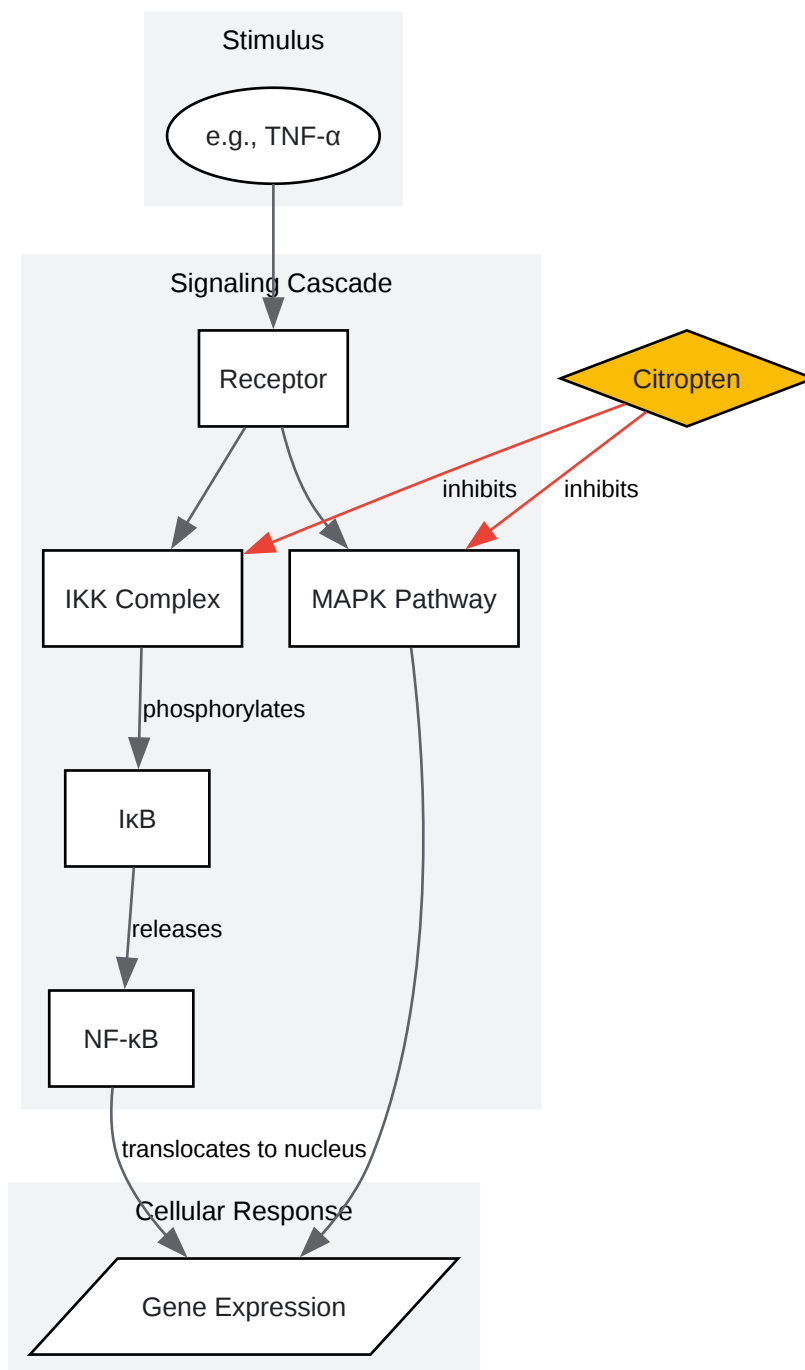 Stimulus
e.g., TNF-α
Signaling Cascade
Receptor
Citropten
inhibits
inhibits
IKK Complex
MAPK Pathway
phosphorylates
IκB
releases
NF-κB
translocates to nucleus
Cellular Response
Gene Expression